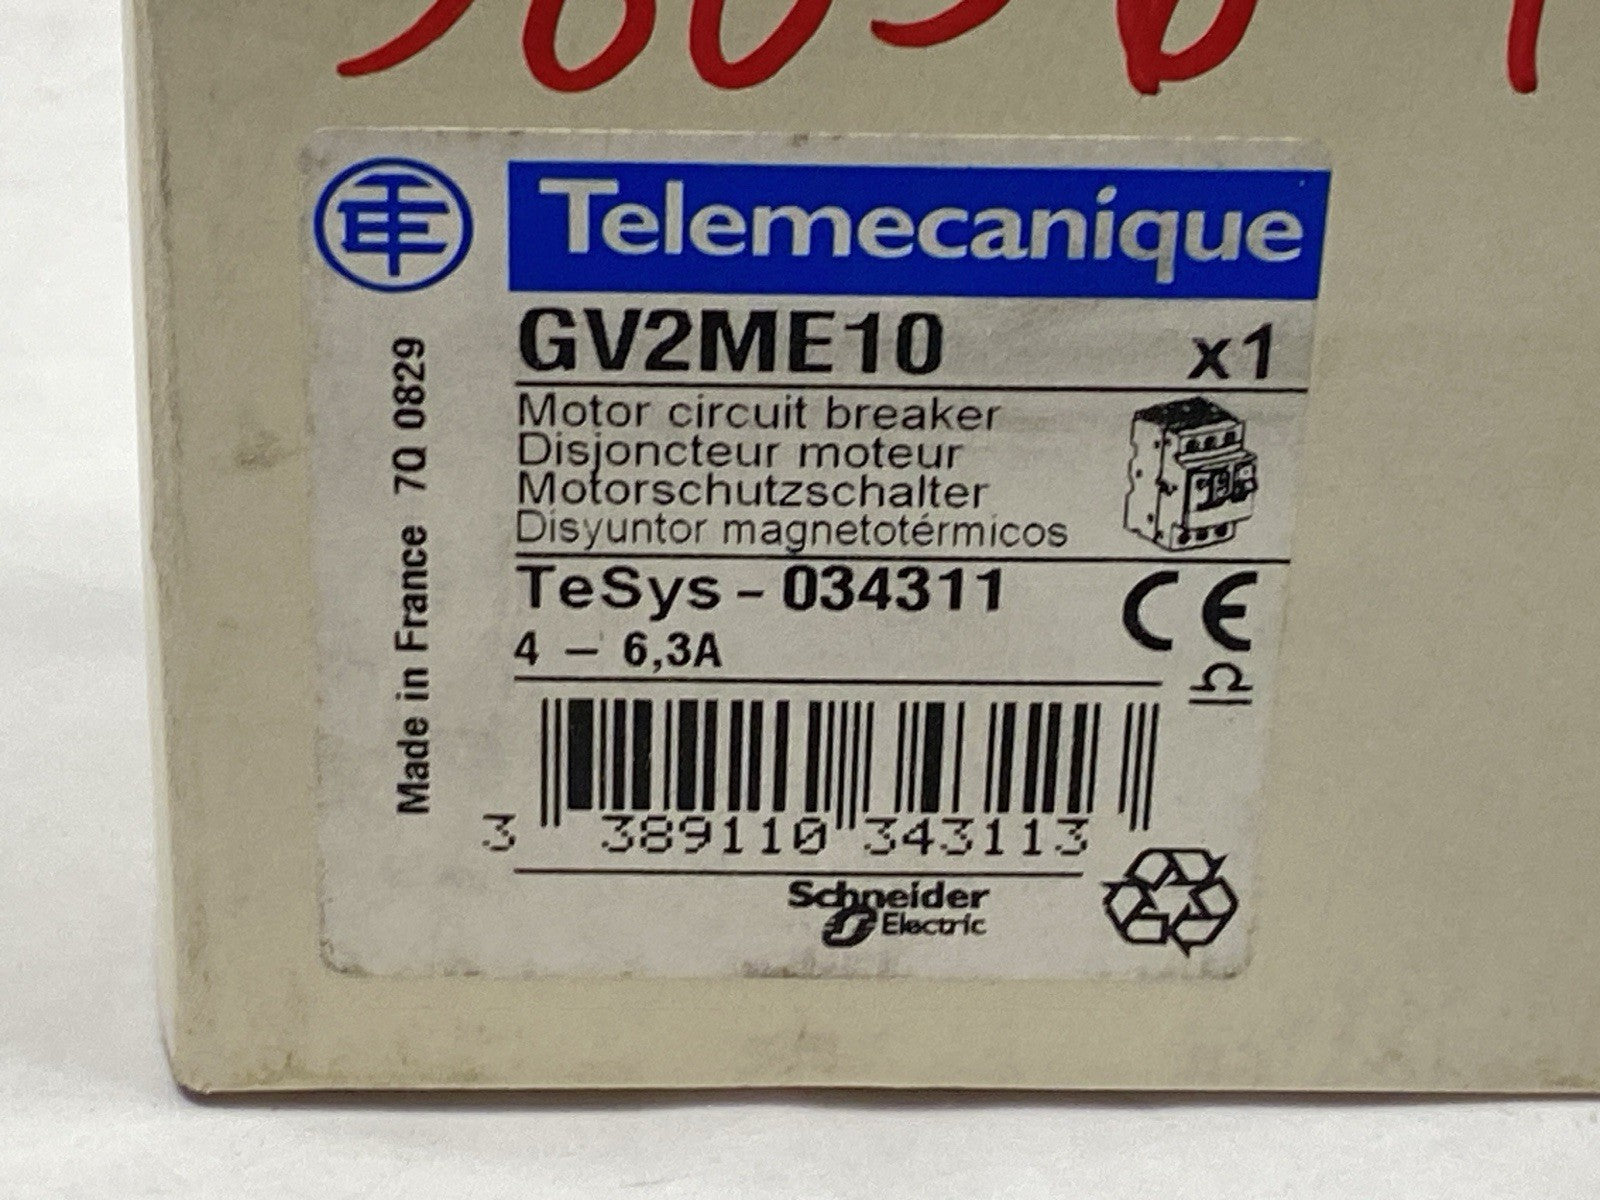 Telemecanique
GV2ME10 x1
Motor circuit breaker
Disjoncteur moteur
Motorschutzschalter
Disyuntor magnetotérmicos
TeSys - 034311
4 - 6,3A
CE
3 389110 343113
Schneider
Electric
Made in France 7Q 0829